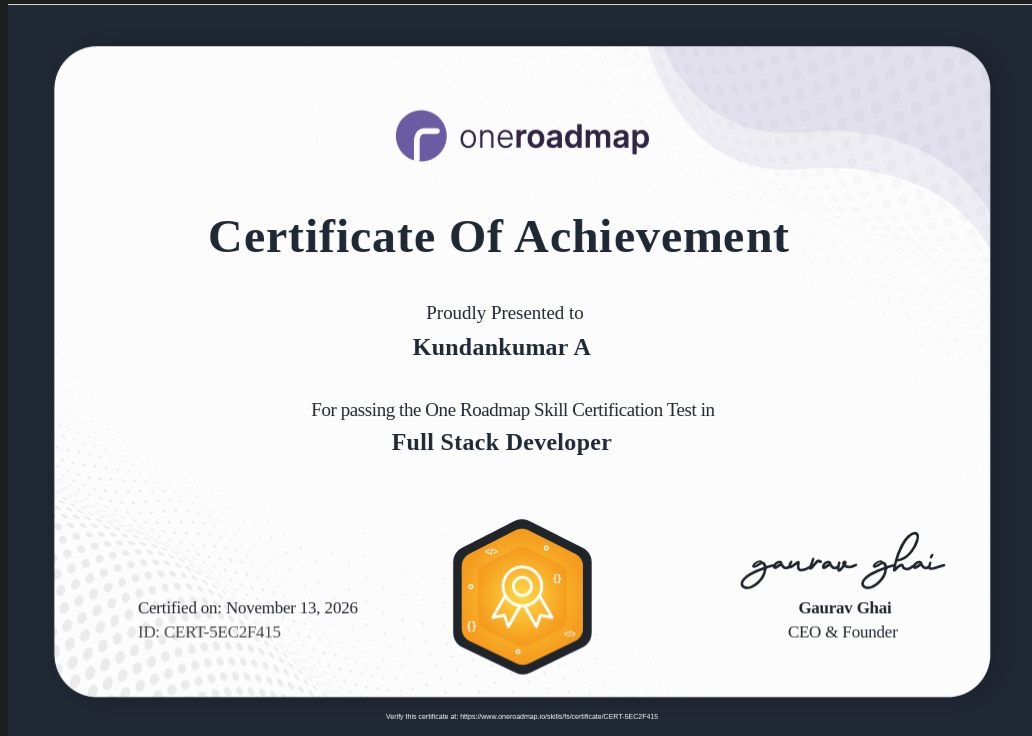 oneroadmap
Certificate Of Achievement
Proudly Presented to
Kundankumar A
For passing the One Roadmap Skill Certification Test in
Full Stack Developer
</>
{}
{}
</>
gaurav ghai
Certified on: November 13, 2026
ID: CERT-5EC2F415
Gaurav Ghai
CEO & Founder
Verify this certificate at: https://www.oneroadmap.io/skills/fs/certificate/CERT-5EC2F415